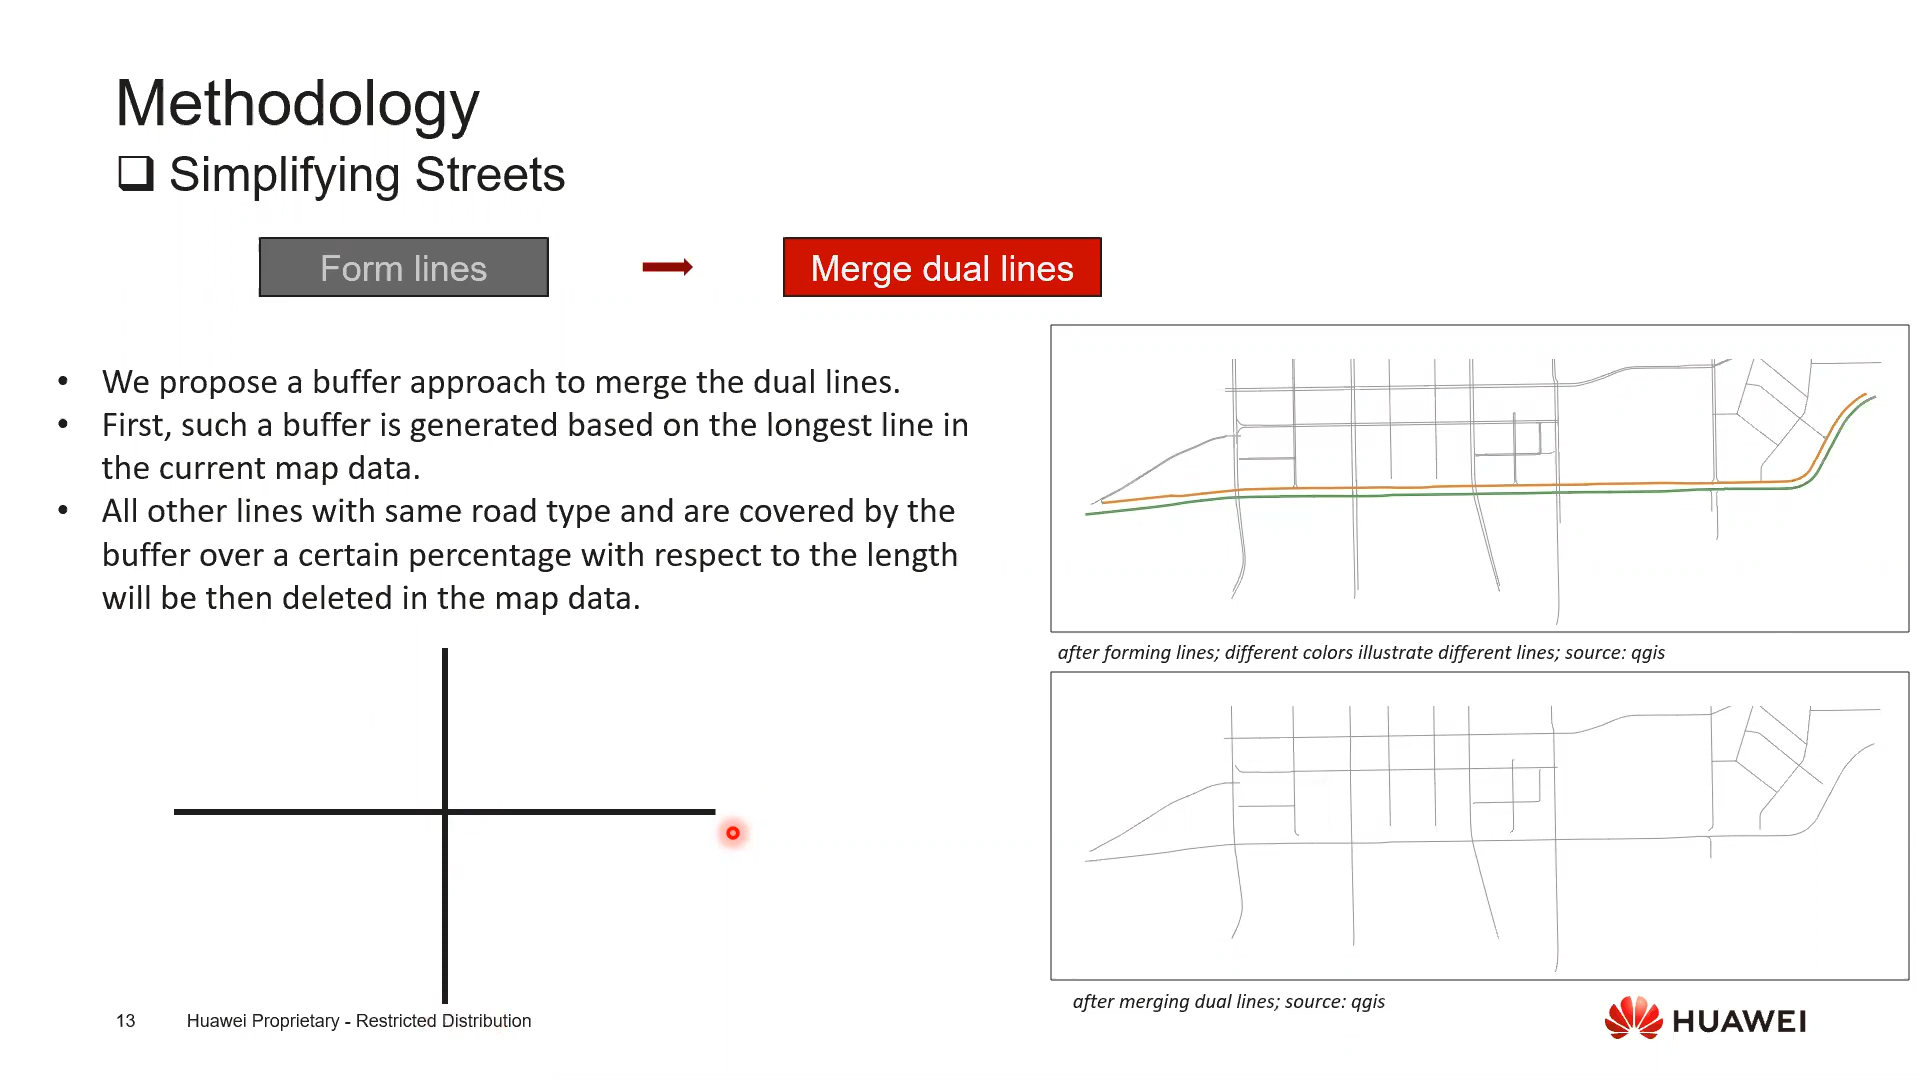 Methodology
Simplifying Streets
Form lines
Merge dual lines
• We propose a buffer approach to merge the dual lines.
• First, such a buffer is generated based on the longest line in
the current map data.
• All other lines with same road type and are covered by the
buffer over a certain percentage with respect to the length
will be then deleted in the map data.
after forming lines; different colors illustrate different lines; source: qgis
after merging dual lines; source: qgis
13
Huawei Proprietary - Restricted Distribution
HUAWEI